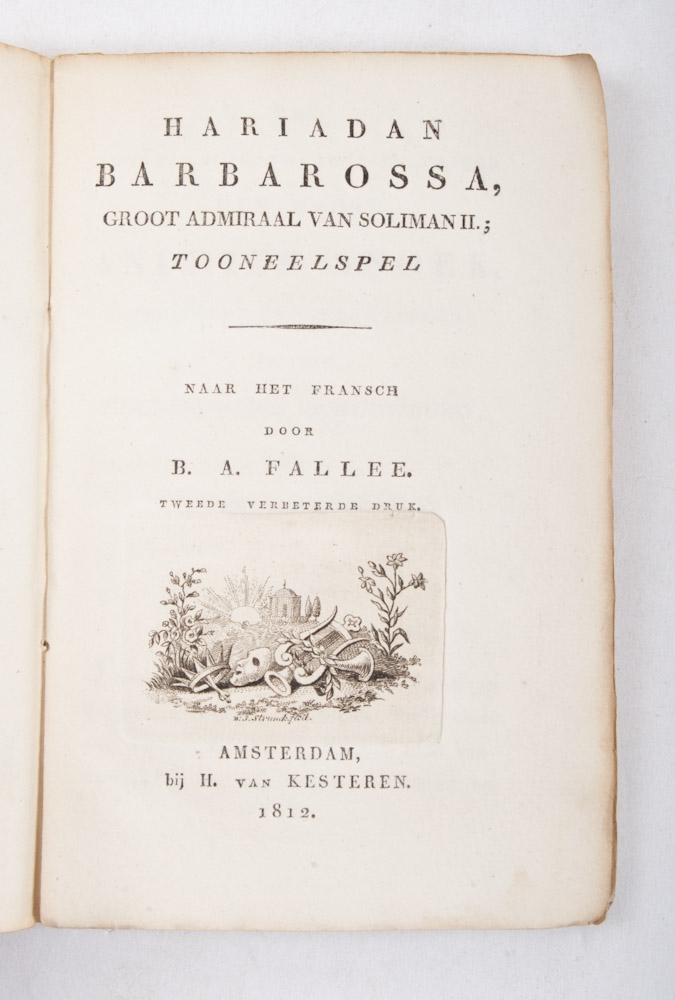 HARIADAN
BARBAROSSA,
GROOT ADMIRAAL VAN SOLIMAN II.;
TOONEELSPEL
NAAR HET FRANSCH
DOOR
B. A. FALLEE.
TWEEDE VERBETERDE DRUK.
AMSTERDAM,
bij H. VAN KESTEREN.
1812.